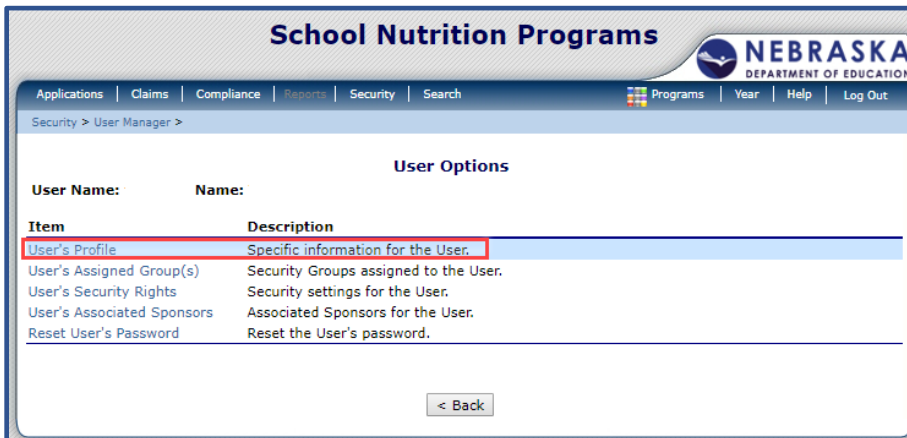 School Nutrition Programs
NEBRASKA
DEPARTMENT OF EDUCATION
Applications | Claims | Compliance | Reports | Security | Search Programs | Year | Help | Log Out
Security > User Manager >
User Options
User Name: Name:
Item Description
User's Profile Specific information for the User.
User's Assigned Group(s) Security Groups assigned to the User.
User's Security Rights Security settings for the User.
User's Associated Sponsors Associated Sponsors for the User.
Reset User's Password Reset the User's password.
< Back